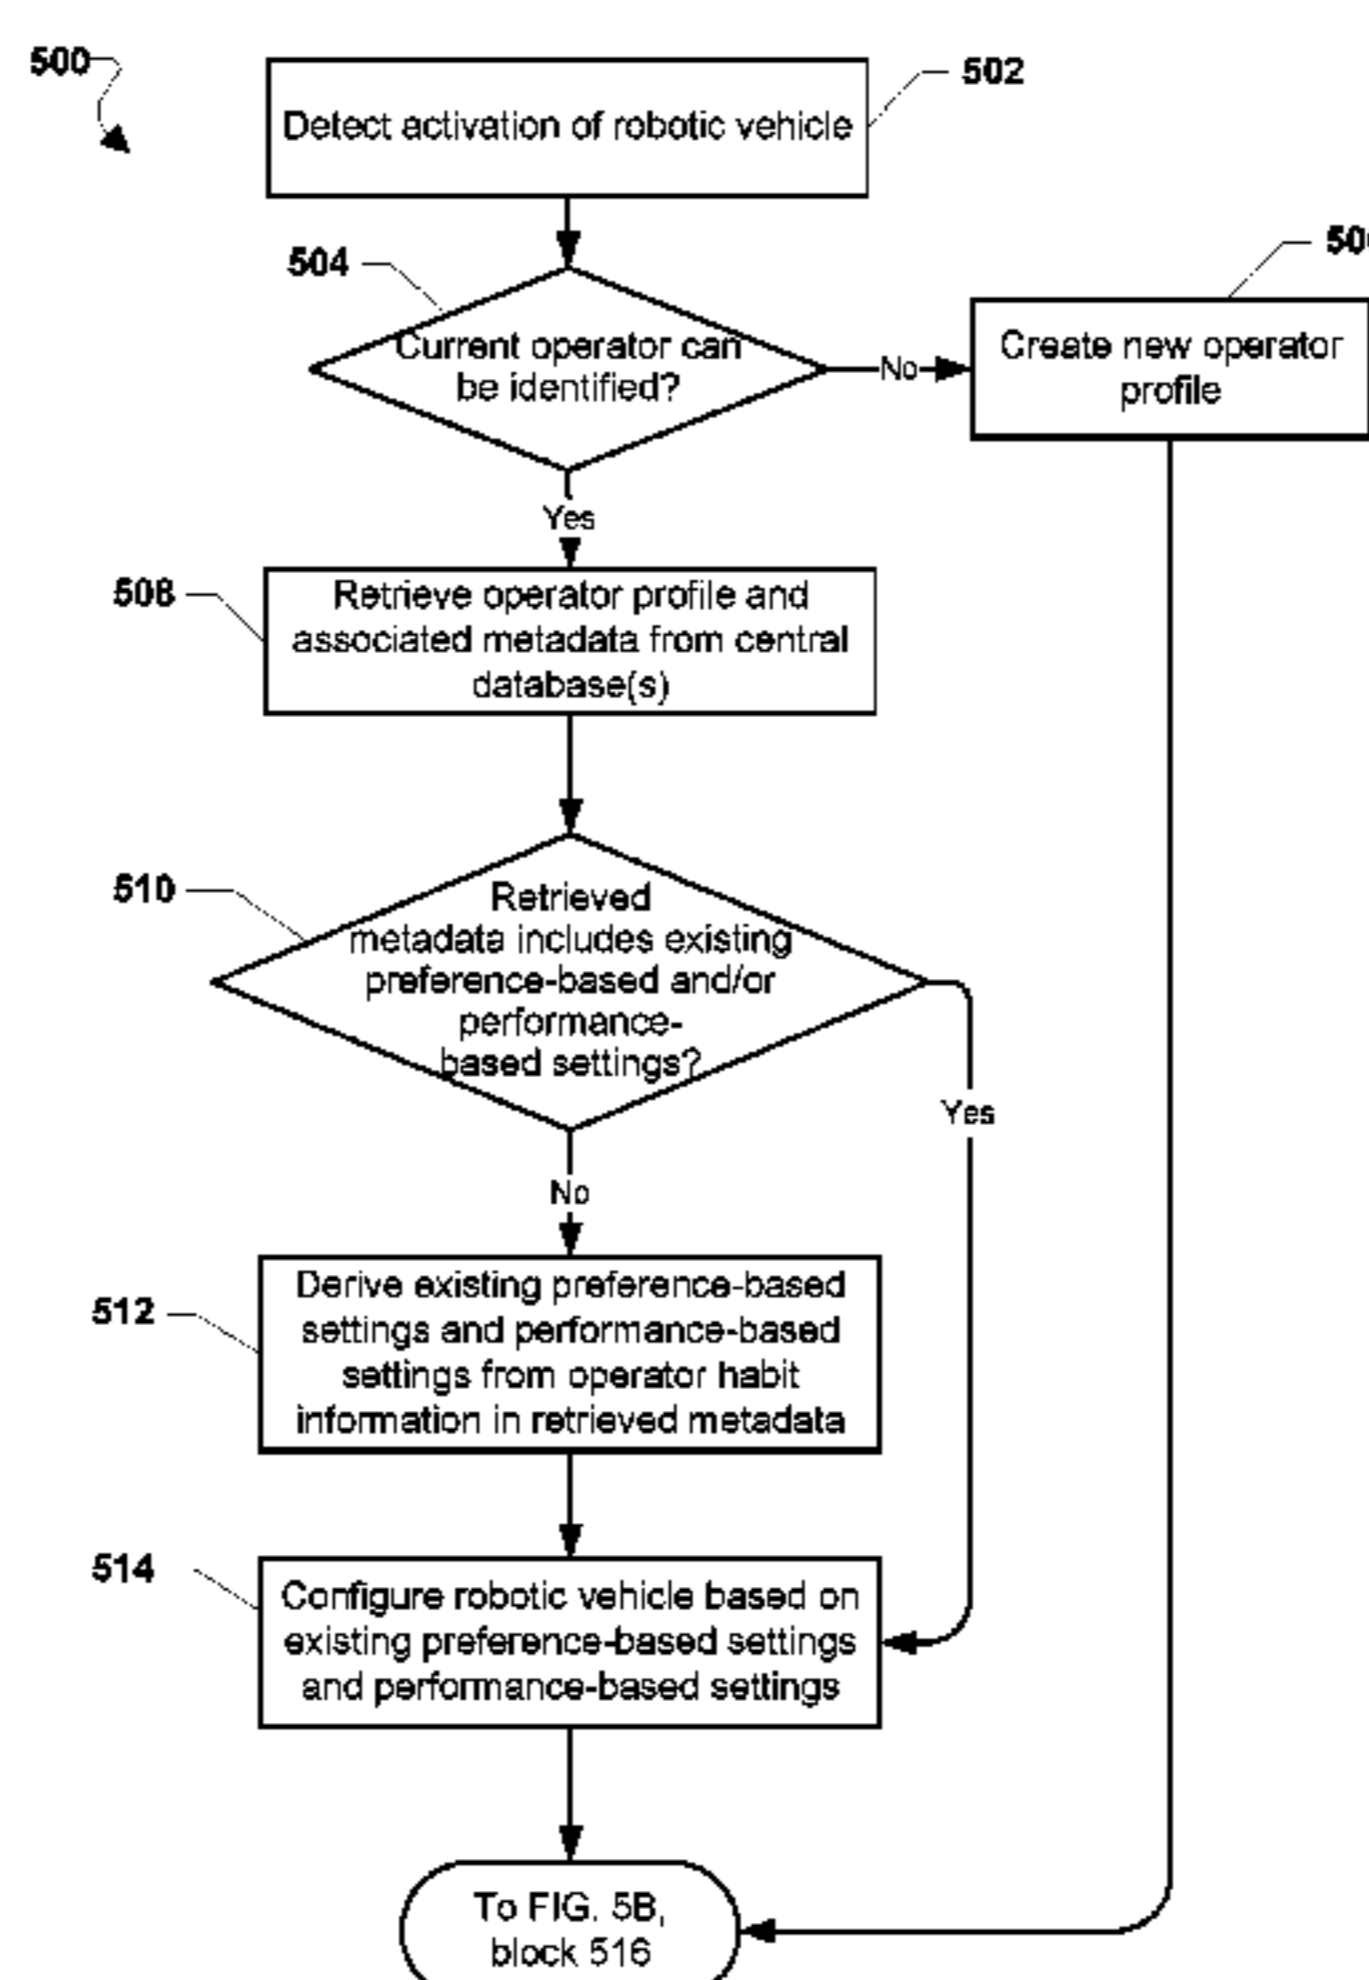 500
502
Detect activation of robotic vehicle
504
Current operator can
be identified?
No
Create new operator
profile
Yes
508
Retrieve operator profile and
associated metadata from central
database(s)
510
Retrieved
metadata includes existing
preference-based and/or
performance-
based settings?
Yes
No
512
Derive existing preference-based
settings and performance-based
settings from operator habit
information in retrieved metadata
514
Configure robotic vehicle based on
existing preference-based settings
and performance-based settings
To FIG. 5B,
block 516